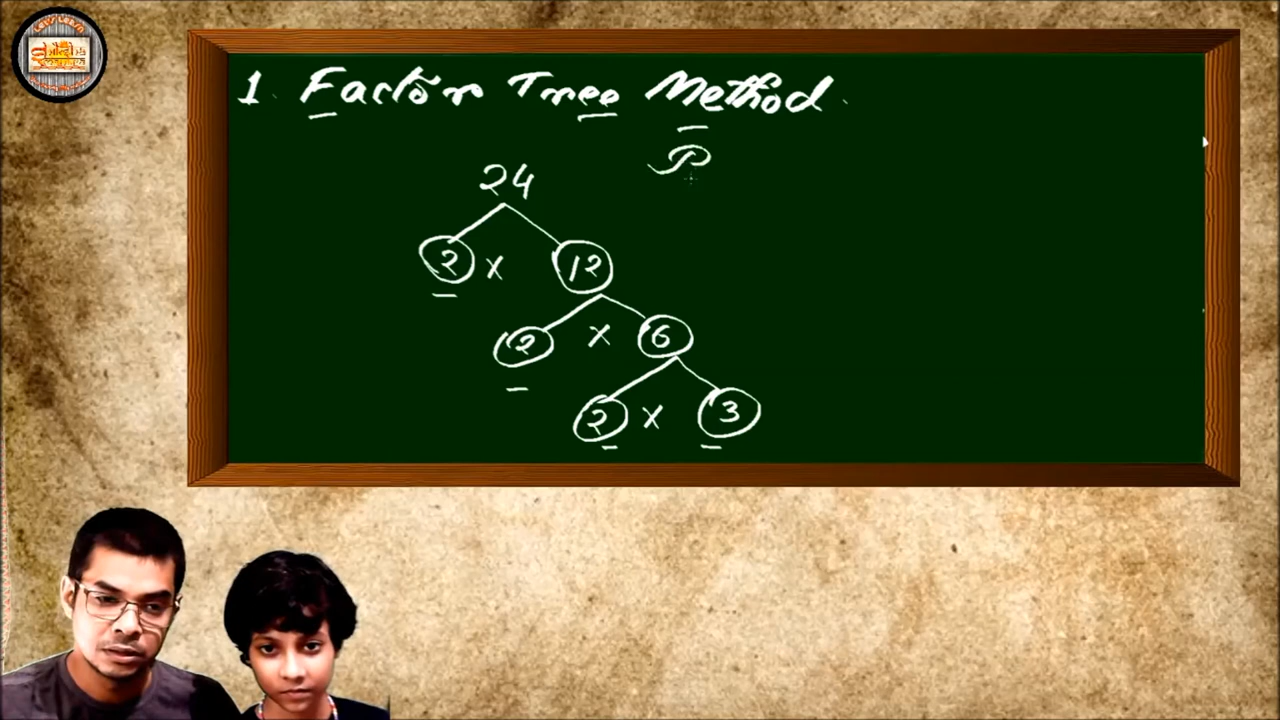 1. Factor Tree Method.
P
24
2 x 12
2 x 6
2 x 3